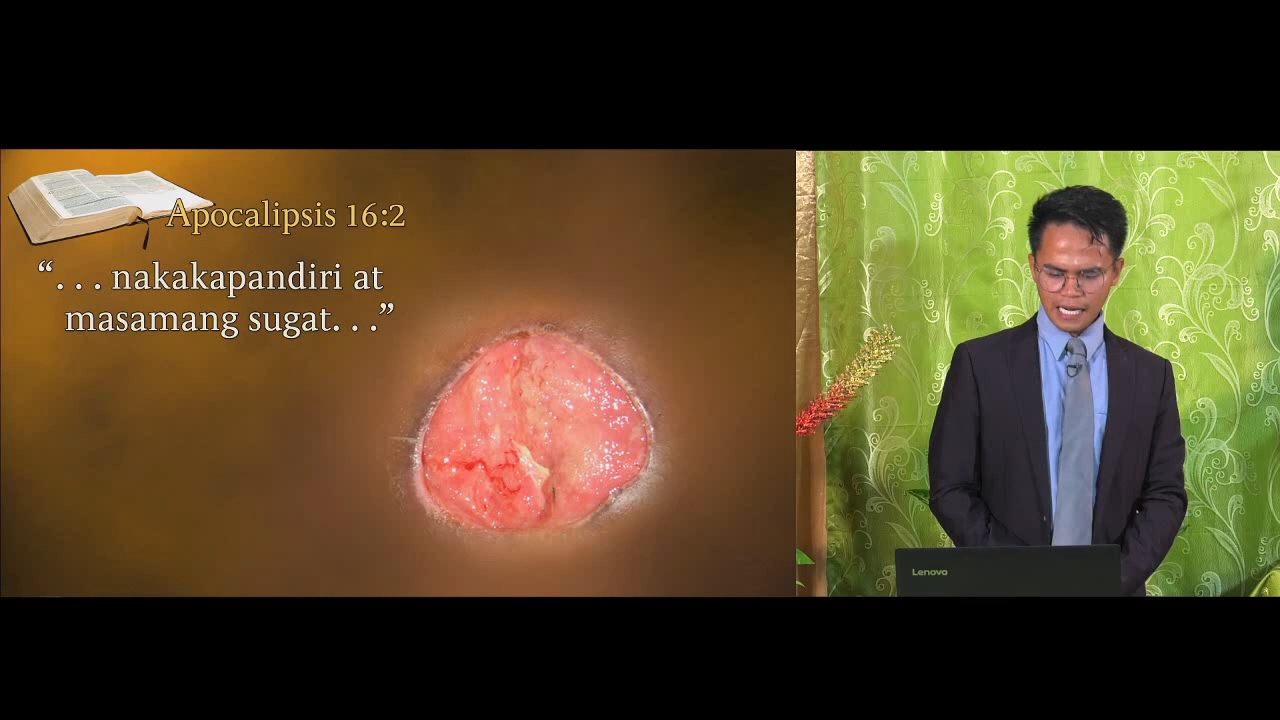 Apocalipsis 16:2
“. . . nakakapandiri at
masamang sugat. . .”
Lenovo